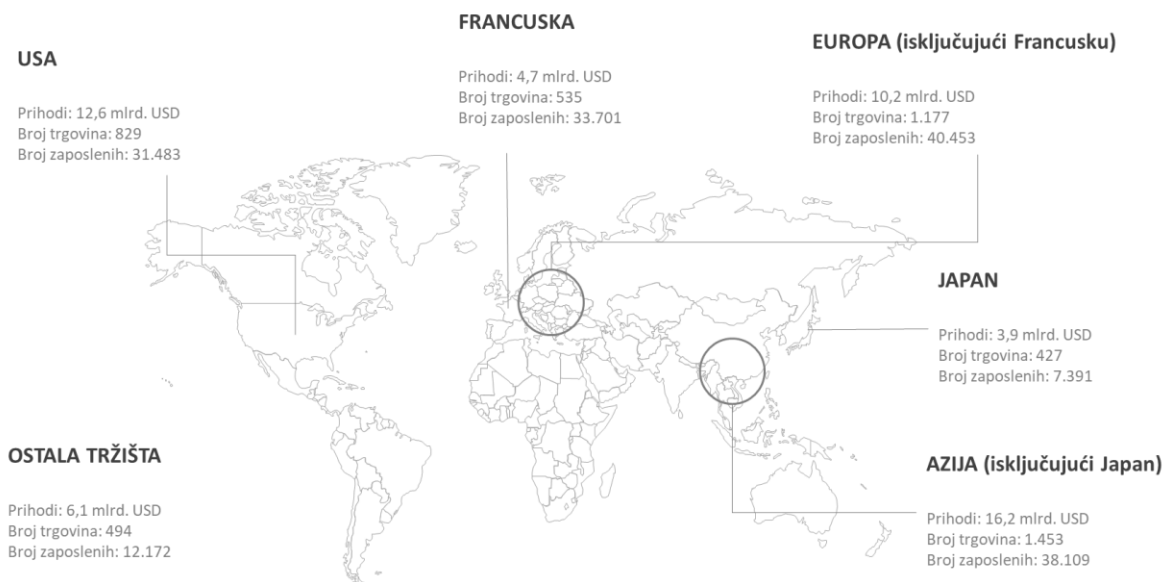 FRANCUSKA
Prihodi: 4,7 mlrd. USD
Broj trgovina: 535
Broj zaposlenih: 33.701
EUROPA (isključujući Francusku)
Prihodi: 10,2 mlrd. USD
Broj trgovina: 1.177
Broj zaposlenih: 40.453
USA
Prihodi: 12,6 mlrd. USD
Broj trgovina: 829
Broj zaposlenih: 31.483
JAPAN
Prihodi: 3,9 mlrd. USD
Broj trgovina: 427
Broj zaposlenih: 7.391
OSTALA TRŽIŠTA
Prihodi: 6,1 mlrd. USD
Broj trgovina: 494
Broj zaposlenih: 12.172
AZIJA (isključujući Japan)
Prihodi: 16,2 mlrd. USD
Broj trgovina: 1.453
Broj zaposlenih: 38.109